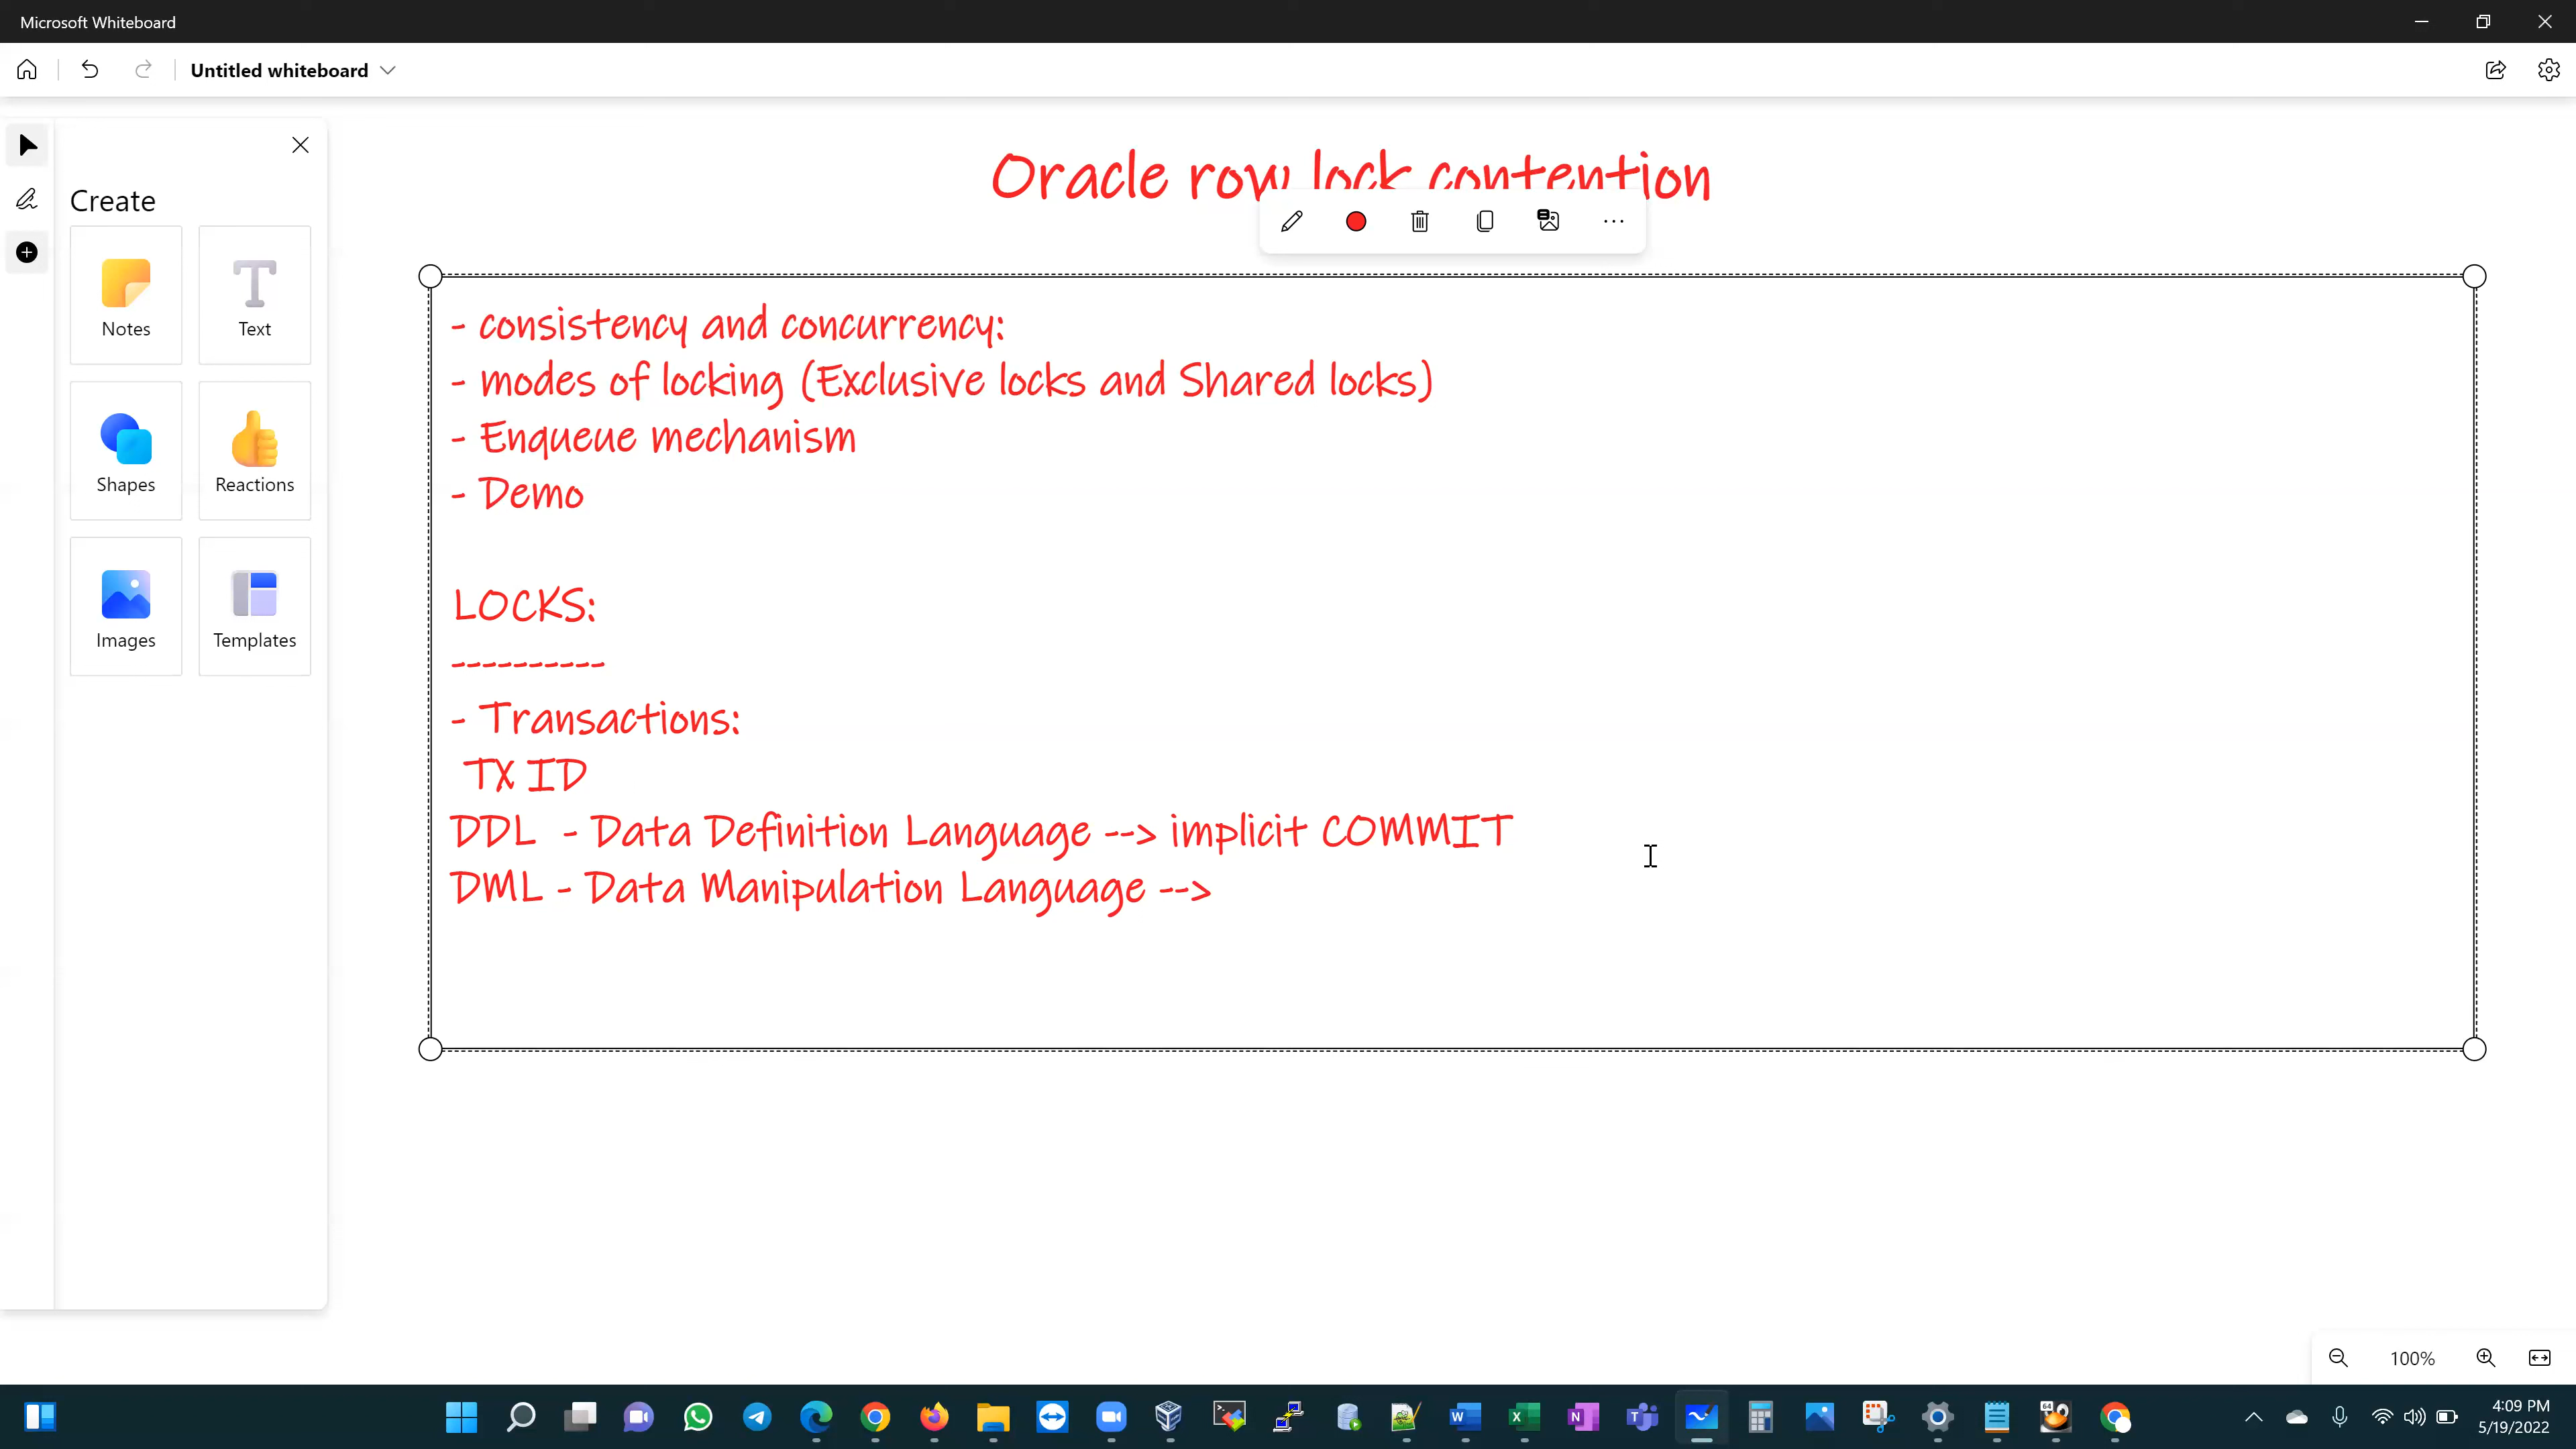 Microsoft Whiteboard
Untitled whiteboard
Oracle row lock contention
Create
Notes
Text
Shapes
Reactions
Images
Templates
- consistency and concurrency:
- modes of locking (Exclusive locks and Shared locks)
- Enqueue mechanism
- Demo
LOCKS:
----------
- Transactions:
TX ID
DDL - Data Definition Language --> implicit COMMIT
DML - Data Manipulation Language -->
100%
4:09 PM
5/19/2022